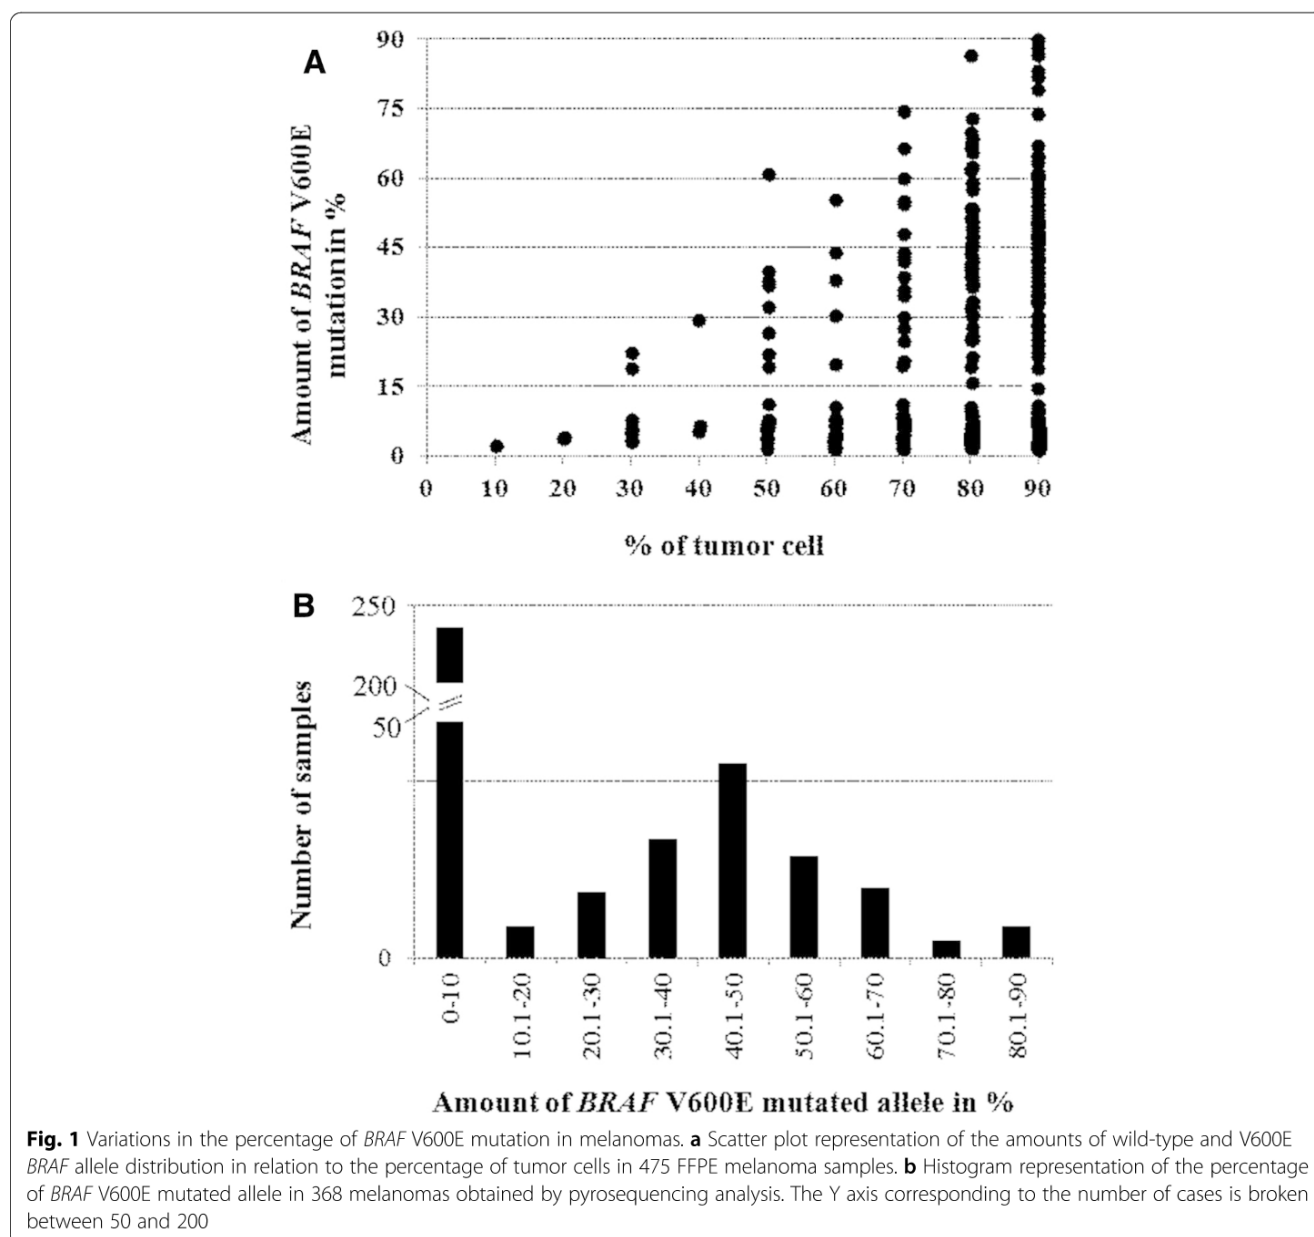 A
Amount of BRAF V600E
mutation in %
90
75
60
45
30
15
0
0 10 20 30 40 50 60 70 80 90
% of tumor cell
B
Number of samples
250
200
50
0
0-10 10.1-20 20.1-30 30.1-40 40.1-50 50.1-60 60.1-70 70.1-80 80.1-90
Amount of BRAF V600E mutated allele in %
Fig. 1 Variations in the percentage of BRAF V600E mutation in melanomas. a Scatter plot representation of the amounts of wild-type and V600E
BRAF allele distribution in relation to the percentage of tumor cells in 475 FFPE melanoma samples. b Histogram representation of the percentage
of BRAF V600E mutated allele in 368 melanomas obtained by pyrosequencing analysis. The Y axis corresponding to the number of cases is broken
between 50 and 200